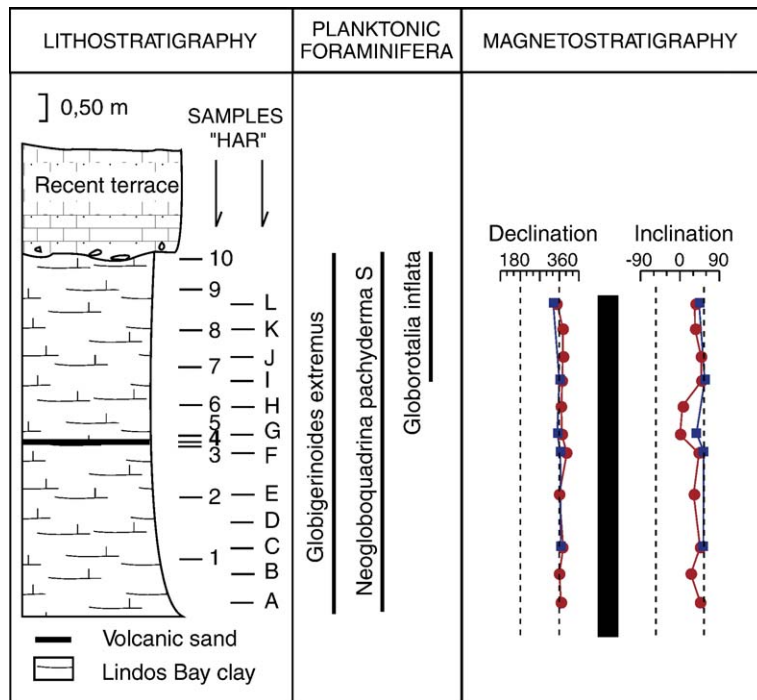 LITHOSTRATIGRAPHY
PLANKTONIC
FORAMINIFERA
MAGNETOSTRATIGRAPHY
0,50 m
SAMPLES
"HAR"
Recent terrace
10
9
L
8
K
J
7
I
6
H
5
G
4
3
F
2
E
D
C
1
B
A
Volcanic sand
Lindos Bay clay
Globigerinoides extremus
Neogloboquadrina pachyderma S
Globorotalia inflata
Declination
180 360
Inclination
-90 0 90